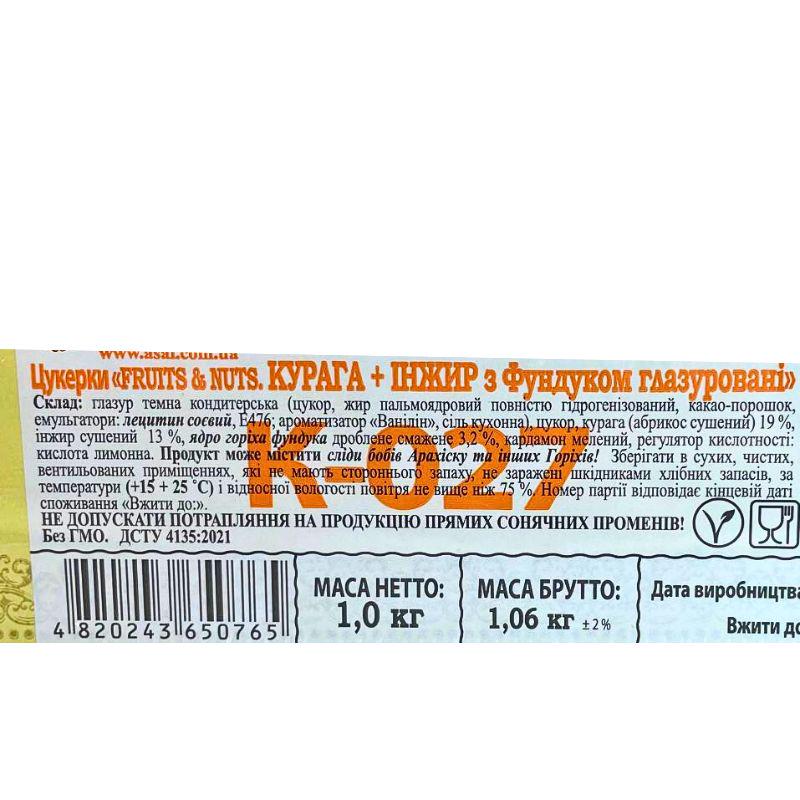 www.asal.com.ua
Цукерки «FRUITS & NUTS. КУРАГА + ІНЖИР з Фундуком глазуровані»
Склад: глазур темна кондитерська (цукор, жир пальмоядровий повністю гідрогенізований, какао-порошок,
емульгатори: лецитин соєвий, Е476; ароматизатор «Ванілін», сіль кухонна), цукор, курага (абрикос сушений) 19 %,
інжир сушений 13 %, ядро горіха фундука дроблене смажене 3,2 %, кардамон мелений, регулятор кислотності:
кислота лимонна. Продукт може містити сліди бобів Арахісу та інших Горіхів! Зберігати в сухих, чистих,
вентильованих приміщеннях, які не мають стороннього запаху, не заражені шкідниками хлібних запасів, за
температури (+15 + 25 °С) і відносної вологості повітря не вище ніж 75 %. Номер партії відповідає кінцевій даті
споживання «Вжити до:».
К-027
НЕ ДОПУСКАТИ ПОТРАПЛЯННЯ НА ПРОДУКЦІЮ ПРЯМИХ СОНЯЧНИХ ПРОМЕНІВ!
Без ГМО. ДСТУ 4135:2021
4 820243 650765
МАСА НЕТТО:
1,0 кг
МАСА БРУТТО:
1,06 кг ±2%
Дата виробництва
Вжити до